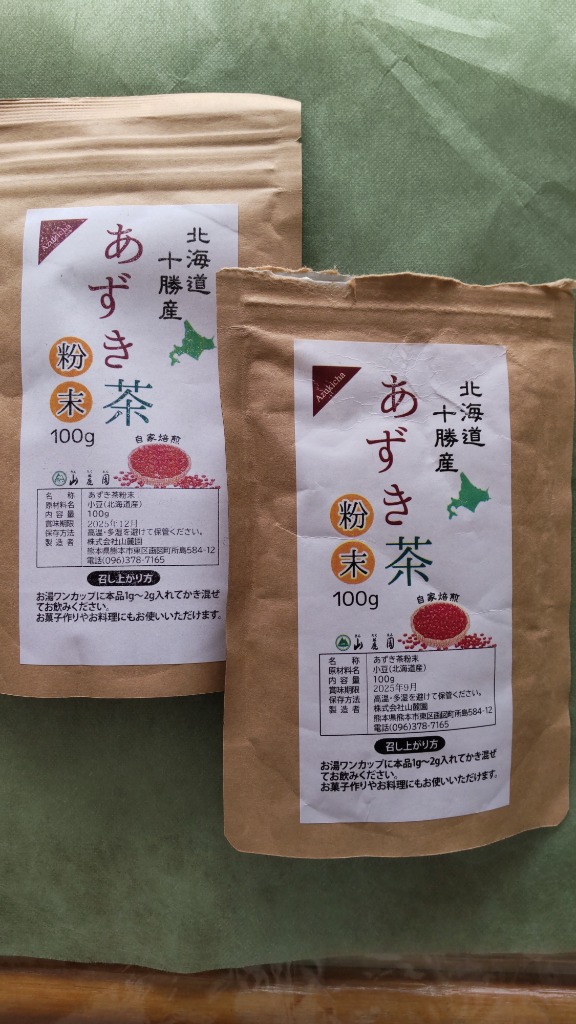 Azukicha
北海道
十勝産
あずき茶
粉末
100g
自家焙煎
山麓園
名称 あずき茶粉末
原材料名 小豆(北海道産)
内容量 100g
賞味期限 2025年12月
保存方法 高温・多湿を避けて保管ください。
製造者 株式会社山麓園
熊本県熊本市東区画図町所島584-12
電話(096)378-7165
召し上がり方
お湯ワンカップに本品1g〜2g入れてかき混ぜ
てお飲みください。
お菓子作りやお料理にもお使いいただけます。
Azukicha
北海道
十勝産
あずき茶
粉末
100g
自家焙煎
山麓園
名称 あずき茶粉末
原材料名 小豆(北海道産)
内容量 100g
賞味期限 2025年9月
保存方法 高温・多湿を避けて保管ください。
製造者 株式会社山麓園
熊本県熊本市東区画図町所島584-12
電話(096)378-7165
召し上がり方
お湯ワンカップに本品1g〜2g入れてかき混ぜ
てお飲みください。
お菓子作りやお料理にもお使いいただけます。